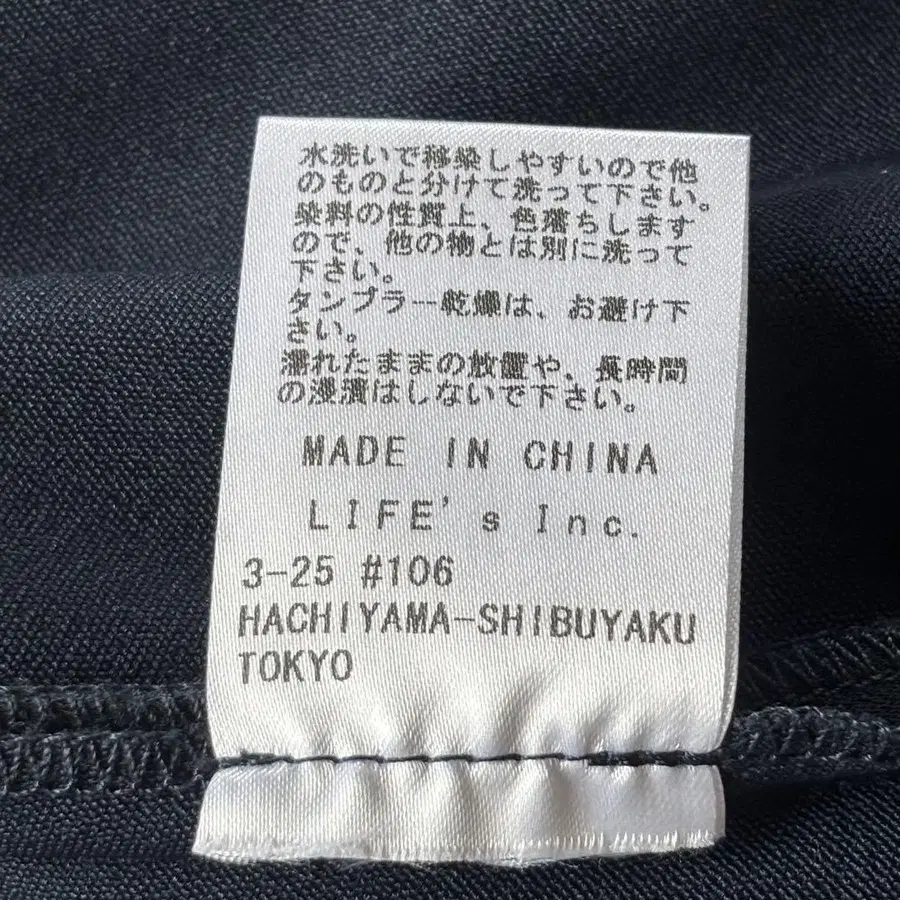 水洗いで移染しやすいので他
のものと分けて洗って下さい。
染料の性質上、色落ちします
ので、他の物とは別に洗って
下さい。
タンブラー乾燥は、お避け下
さい。
濡れたままの放置や、長時間
の浸漬はしないで下さい。
MADE IN CHINA
LIFE's Inc.
3-25 #106
HACHIYAMA-SHIBUYAKU
TOKYO